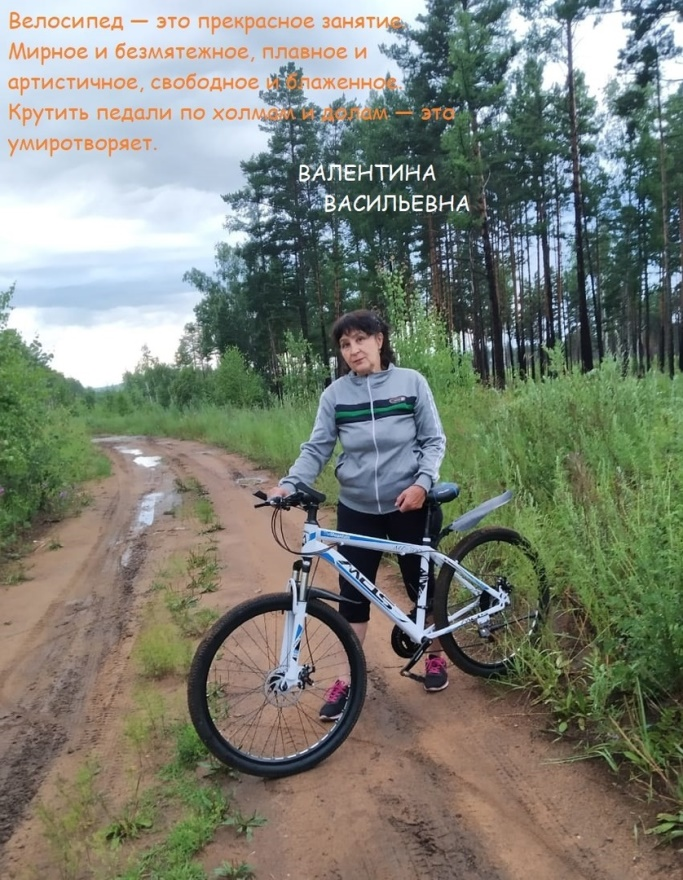 Велосипед — это прекрасное занятие.
Мирное и безмятежное, плавное и
артистичное, свободное и блаженное.
Крутить педали по холмам и долам — это
умиротворяет.
ВАЛЕНТИНА
ВАСИЛЬЕВНА